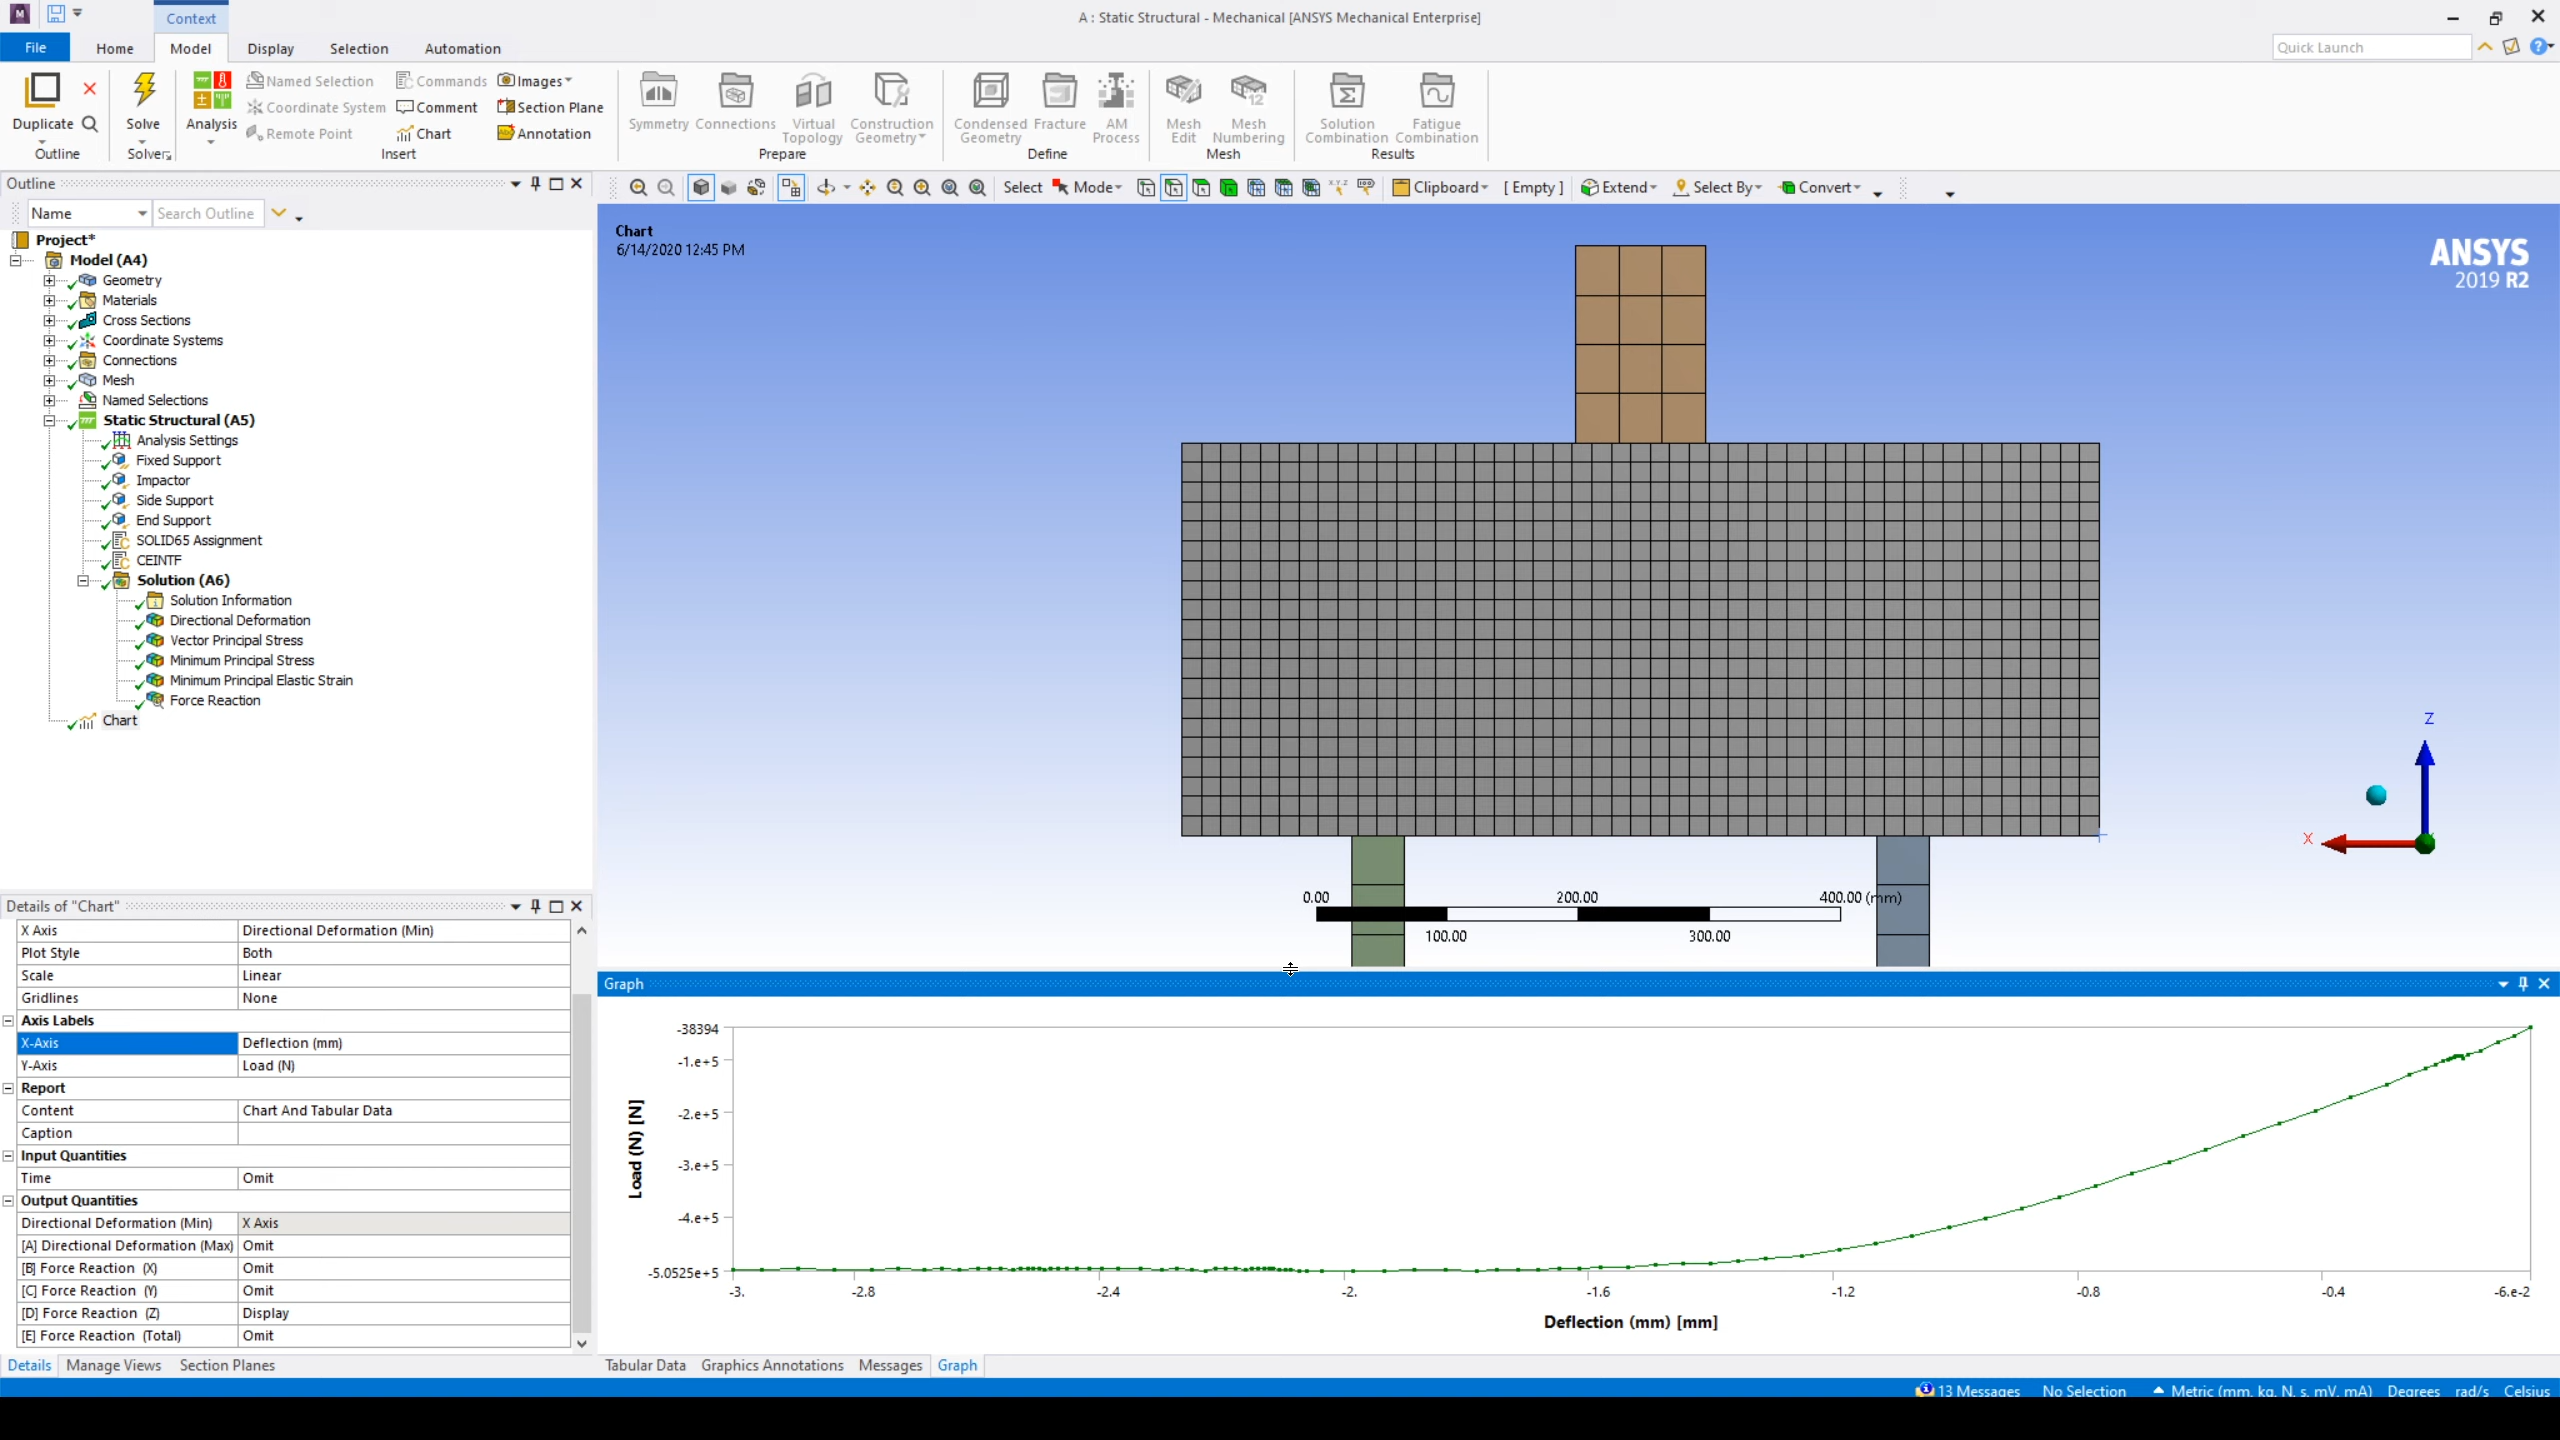 Context
A : Static Structural - Mechanical [ANSYS Mechanical Enterprise]
File
Home
Model
Display
Selection
Automation
Quick Launch
Duplicate
Outline
Solve
Solver
Analysis
Named Selection
Coordinate System
Remote Point
Commands
Comment
Chart
Images
Section Plane
Annotation
Insert
Symmetry
Connections
Virtual Topology
Construction Geometry
Prepare
Condensed Geometry
Fracture
AM Process
Define
Mesh Edit
Mesh Numbering
Mesh
Solution Combination
Fatigue Combination
Results
Outline
Name
Search Outline
Select
Mode
Clipboard
[ Empty ]
Extend
Select By
Convert
Project*
Model (A4)
Geometry
Materials
Cross Sections
Coordinate Systems
Connections
Mesh
Named Selections
Static Structural (A5)
Analysis Settings
Fixed Support
Impactor
Side Support
End Support
SOLID65 Assignment
CEINTF
Solution (A6)
Solution Information
Directional Deformation
Vector Principal Stress
Minimum Principal Stress
Minimum Principal Elastic Strain
Force Reaction
Chart
Chart
6/14/2020 12:45 PM
ANSYS
2019 R2
Z
X
0.00
200.00
400.00 (mm)
100.00
300.00
Details of "Chart"
X Axis Directional Deformation (Min)
Plot Style Both
Scale Linear
Gridlines None
Axis Labels
X-Axis Deflection (mm)
Y-Axis Load (N)
Report
Content Chart And Tabular Data
Caption
Input Quantities
Time Omit
Output Quantities
Directional Deformation (Min) X Axis
[A] Directional Deformation (Max) Omit
[B] Force Reaction (X) Omit
[C] Force Reaction (Y) Omit
[D] Force Reaction (Z) Display
[E] Force Reaction (Total) Omit
Details
Manage Views
Section Planes
Graph
-38394
-1.e+5
-2.e+5
-3.e+5
-4.e+5
-5.0525e+5
Load (N) [N]
-3.
-2.8
-2.4
-2.
-1.6
-1.2
-0.8
-0.4
-6.e-2
Deflection (mm) [mm]
Tabular Data
Graphics Annotations
Messages
Graph
13 Messages
No Selection
Metric (mm, kg, N, s, mV, mA)
Degrees
rad/s
Celsius